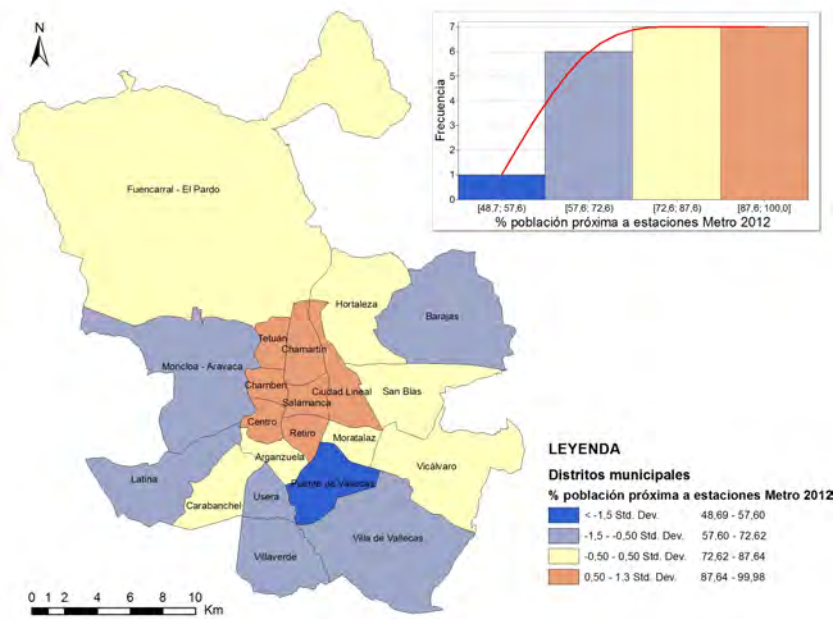 N
Fuencarral - El Pardo
Hortaleza
Barajas
Tetuán
Chamartín
Moncloa - Aravaca
Chamberí
Ciudad Lineal
San Blas
Salamanca
Centro
Retiro
Moratalaz
Arganzuela
Vicálvaro
Latina
Puente de Vallecas
Carabanchel
Usera
Villa de Vallecas
Villaverde
0 1 2 4 6 8 10
Km
Frecuencia
7
6
5
4
3
2
1
0
[48,7; 57,6) [57,6; 72,6) [72,6; 87,6) [87,6; 100,0]
% población próxima a estaciones Metro 2012
LEYENDA
Distritos municipales
% población próxima a estaciones Metro 2012
< -1,5 Std. Dev. 48,69 - 57,60
-1,5 - -0,50 Std. Dev. 57,60 - 72,62
-0,50 - 0,50 Std. Dev. 72,62 - 87,64
0,50 - 1,3 Std. Dev. 87,64 - 99,98